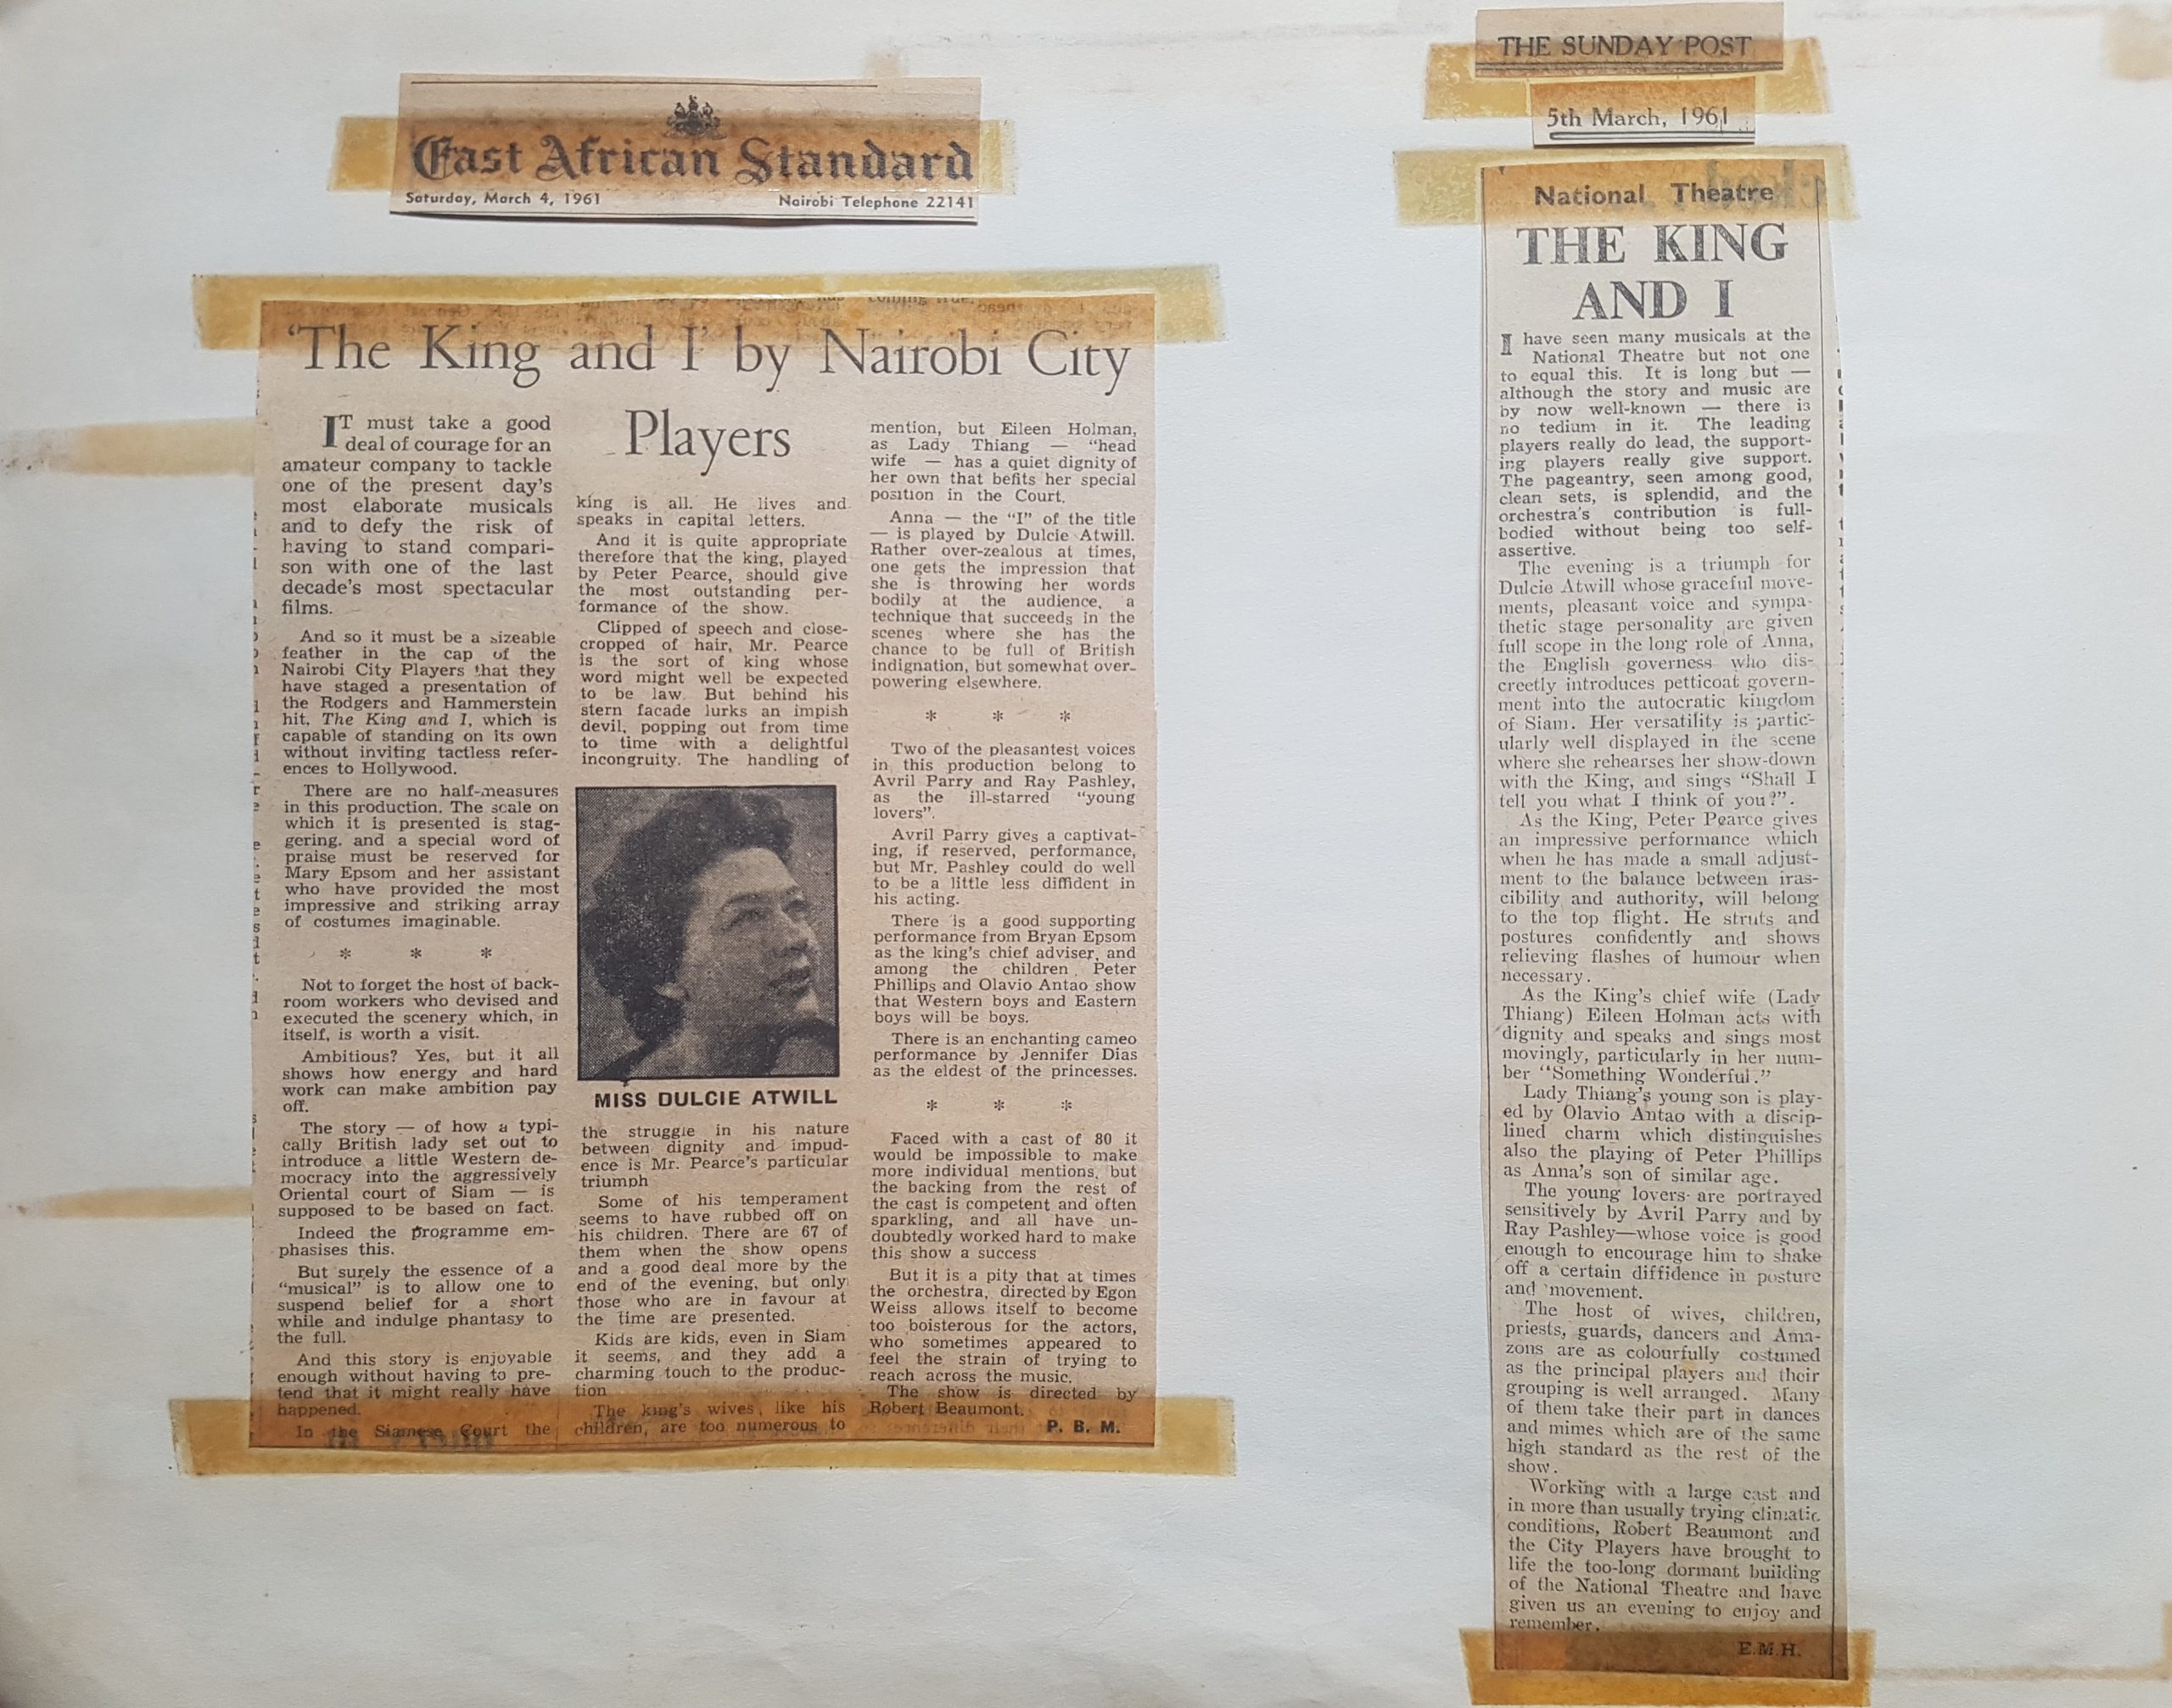 East African Standard
Saturday, March 4, 1961
Nairobi Telephone 22141
'The King and I' by Nairobi City
Players
IT must take a good
deal of courage for an
amateur company to tackle
one of the present day's
most elaborate musicals
and to defy the risk of
having to stand compari-
son with one of the last
decade's most spectacular
films.
And so it must be a sizeable
feather in the cap of the
Nairobi City Players that they
have staged a presentation of
the Rodgers and Hammerstein
hit, The King and I, which is
capable of standing on its own
without inviting tactless refer-
ences to Hollywood.
There are no half-measures
in this production. The scale on
which it is presented is stag-
gering, and a special word of
praise must be reserved for
Mary Epsom and her assistant
who have provided the most
impressive and striking array
of costumes imaginable.
* * *
Not to forget the host of back-
room workers who devised and
executed the scenery which, in
itself, is worth a visit.
Ambitious? Yes, but it all
shows how energy and hard
work can make ambition pay
off.
The story — of how a typi-
cally British lady set out to
introduce a little Western de-
mocracy into the aggressively
Oriental court of Siam — is
supposed to be based on fact.
Indeed the programme em-
phasises this.
But surely the essence of a
"musical" is to allow one to
suspend belief for a short
while and indulge phantasy to
the full.
And this story is enjoyable
enough without having to pre-
tend that it might really have
happened.
In the Siamese Court the
king is all. He lives and
speaks in capital letters.
And it is quite appropriate
therefore that the king, played
by Peter Pearce, should give
the most outstanding per-
formance of the show.
Clipped of speech and close-
cropped of hair, Mr. Pearce
is the sort of king whose
word might well be expected
to be law. But behind his
stern facade lurks an impish
devil, popping out from time
to time with a delightful
incongruity. The handling of
MISS DULCIE ATWILL
the struggle in his nature
between dignity and impud-
ence is Mr. Pearce's particular
triumph
Some of his temperament
seems to have rubbed off on
his children. There are 67 of
them when the show opens
and a good deal more by the
end of the evening, but only
those who are in favour at
the time are presented.
Kids are kids, even in Siam
it seems, and they add a
charming touch to the produc-
tion
The king's wives, like his
children, are too numerous to
mention, but Eileen Holman,
as Lady Thiang — "head
wife — has a quiet dignity of
her own that befits her special
position in the Court.
Anna — the "I" of the title
— is played by Dulcie Atwill.
Rather over-zealous at times,
one gets the impression that
she is throwing her words
bodily at the audience, a
technique that succeeds in the
scenes where she has the
chance to be full of British
indignation, but somewhat over-
powering elsewhere.
* * *
Two of the pleasantest voices
in this production belong to
Avril Parry and Ray Pashley,
as the ill-starred "young
lovers".
Avril Parry gives a captivat-
ing, if reserved, performance,
but Mr. Pashley could do well
to be a little less diffident in
his acting.
There is a good supporting
performance from Bryan Epsom
as the king's chief adviser, and
among the children Peter
Phillips and Olavio Antao show
that Western boys and Eastern
boys will be boys.
There is an enchanting cameo
performance by Jennifer Dias
as the eldest of the princesses.
* * *
Faced with a cast of 80 it
would be impossible to make
more individual mentions, but
the backing from the rest of
the cast is competent and often
sparkling, and all have un-
doubtedly worked hard to make
this show a success
But it is a pity that at times
the orchestra, directed by Egon
Weiss allows itself to become
too boisterous for the actors,
who sometimes appeared to
feel the strain of trying to
reach across the music.
The show is directed by
Robert Beaumont.
P. B. M.
THE SUNDAY POST
5th March, 1961
National Theatre
THE KING
AND I
I have seen many musicals at the
National Theatre but not one
to equal this. It is long but —
although the story and music are
by now well-known — there is
no tedium in it. The leading
players really do lead, the support-
ing players really give support.
The pageantry, seen among good,
clean sets, is splendid, and the
orchestra's contribution is full-
bodied without being too self-
assertive.
The evening is a triumph for
Dulcie Atwill whose graceful move-
ments, pleasant voice and sympa-
thetic stage personality are given
full scope in the long role of Anna,
the English governess who dis-
creetly introduces petticoat govern-
ment into the autocratic kingdom
of Siam. Her versatility is partic-
ularly well displayed in the scene
where she rehearses her show-down
with the King, and sings "Shall I
tell you what I think of you?".
As the King, Peter Pearce gives
an impressive performance which
when he has made a small adjust-
ment to the balance between iras-
cibility and authority, will belong
to the top flight. He struts and
postures confidently and shows
relieving flashes of humour when
necessary.
As the King's chief wife (Lady
Thiang) Eileen Holman acts with
dignity and speaks and sings most
movingly, particularly in her num-
ber "Something Wonderful."
Lady Thiang's young son is play-
ed by Olavio Antao with a discip-
lined charm which distinguishes
also the playing of Peter Phillips
as Anna's son of similar age.
The young lovers are portrayed
sensitively by Avril Parry and by
Ray Pashley—whose voice is good
enough to encourage him to shake
off a certain diffidence in posture
and movement.
The host of wives, children,
priests, guards, dancers and Ama-
zons are as colourfully costumed
as the principal players and their
grouping is well arranged. Many
of them take their part in dances
and mimes which are of the same
high standard as the rest of the
show.
Working with a large cast and
in more than usually trying climatic
conditions, Robert Beaumont and
the City Players have brought to
life the too-long dormant building
of the National Theatre and have
given us an evening to enjoy and
remember.
E.M.H.